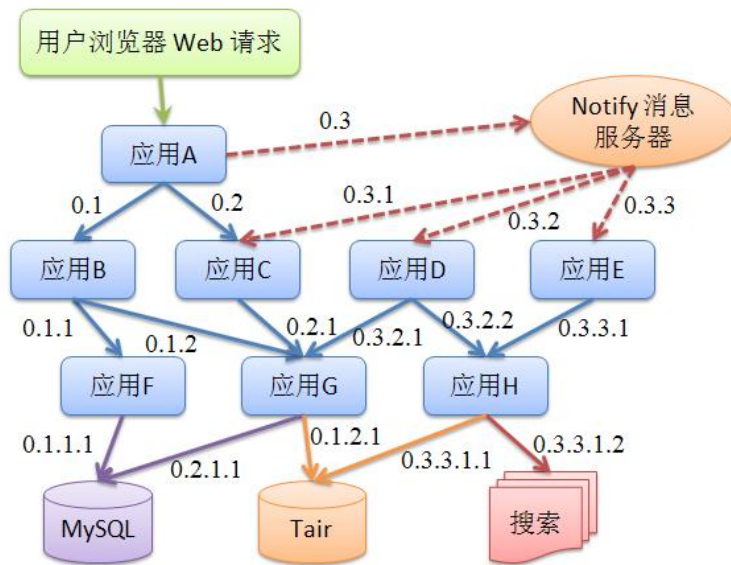 用户浏览器 Web 请求
Notify 消息
服务器
0.3
应用A
0.1
0.2
0.3.1
0.3.2
0.3.3
应用B
应用C
应用D
应用E
0.1.1
0.1.2
0.2.1
0.3.2.1
0.3.2.2
0.3.3.1
应用F
应用G
应用H
0.1.1.1
0.2.1.1
0.1.2.1
0.3.3.1.1
0.3.3.1.2
MySQL
Tair
搜索